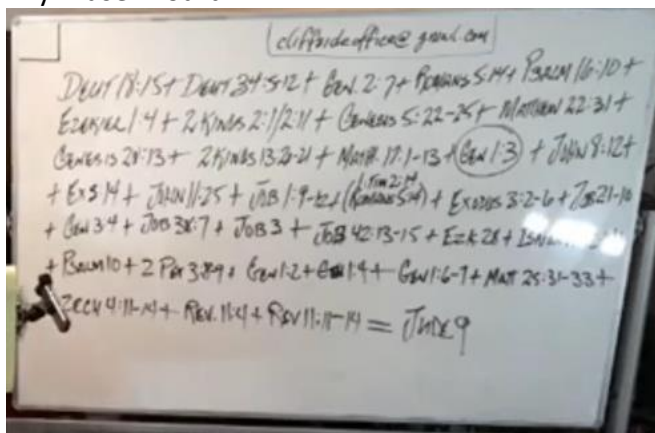 cliffsideoffice@gmail.com
DEUT 18:15 + DEUT 34:5-12 + GEN. 2:7 + ROMANS 5:14 + PSALM 16:10 +
EZEKIEL 1:4 + 2 KINGS 2:1/2:11 + GENESIS 5:22-25 + MATTHEW 22:31 +
GENESIS 28:13 + 2 KINGS 13:20-21 + MATT. 17:1-13 + GEN 1:3 + JOHN 8:12 +
1 TIM 2:14
+ EX 3:14 + JOHN 11:25 + JOB 1:9-12 + (ROMANS 5:14) + EXODUS 3:2-6 + JOB 2:1-10
+ GEN 3:4 + JOB 38:7 + JOB 3 + JOB 42:13-15 + EZK 28 +
+ PSALM 10 + 2 PET 3:8-9 + GEN 1:2 + GEN 1:4 + GEN 1:6-7 + MAT 25:31-33 +
ZECH 4:11-14 + REV. 11:4 + REV 11:11-14 = JUDE 9